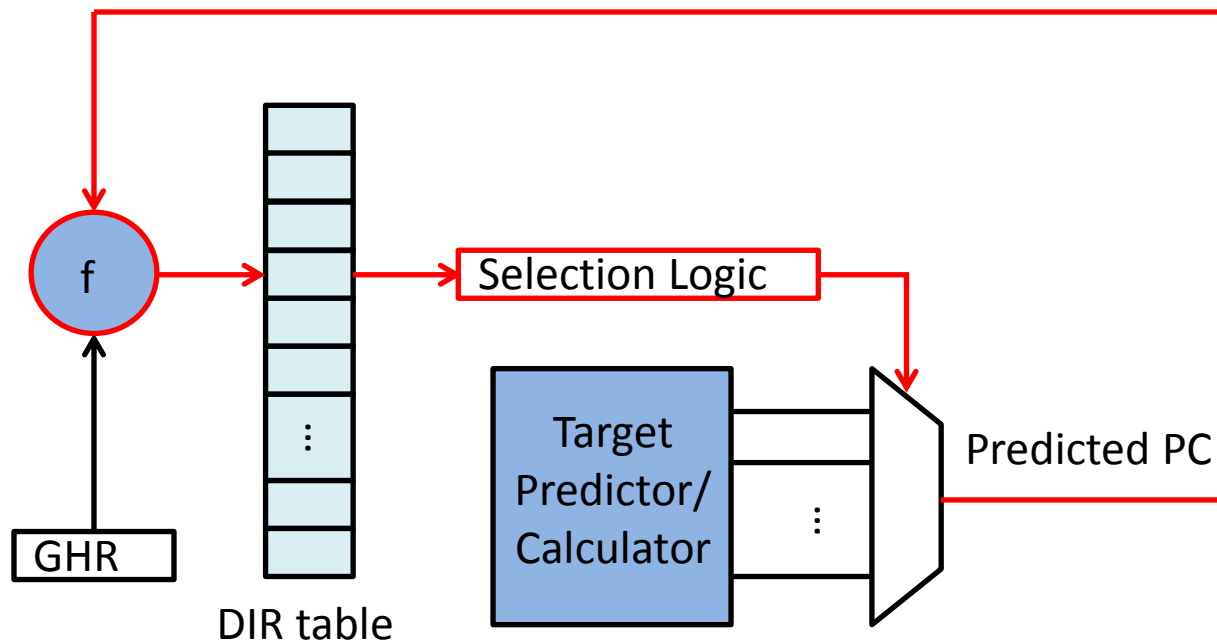 f
Selection Logic
...
Target
Predictor/
Calculator
...
Predicted PC
GHR
DIR table